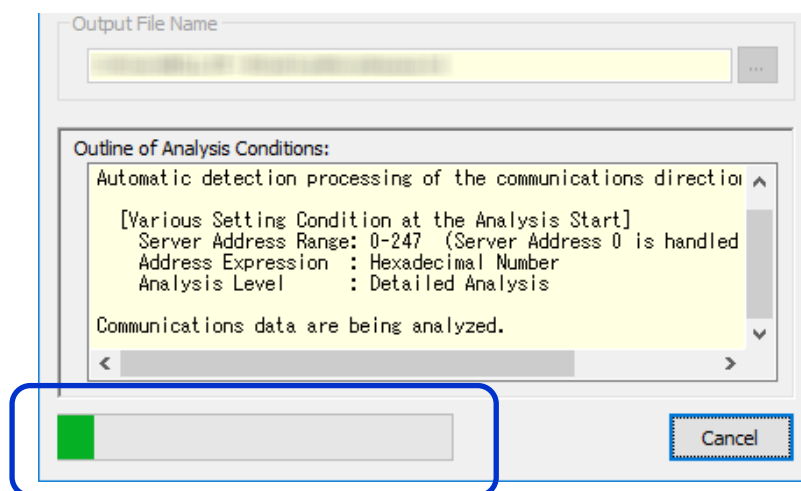 Output File Name
...
Outline of Analysis Conditions:
Automatic detection processing of the communications
[Various Setting Condition at the Analysis Start]
Server Address Range: 0-247 (Server Address 0 is handled
Address Expression : Hexadecimal Number
Analysis Level : Detailed Analysis
Communications data are being analyzed.
Cancel